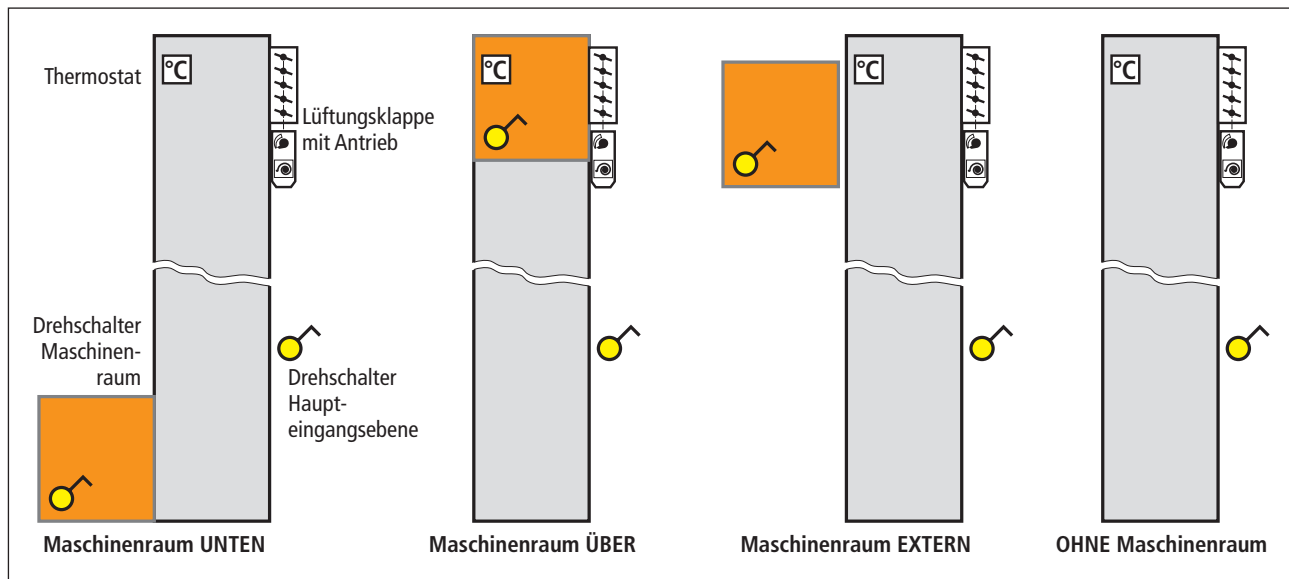 Thermostat
°C
°C
°C
°C
Lüftungsklappe
mit Antrieb
Drehschalter
Maschinen-
raum
Drehschalter
Haupt-
eingangsebene
Maschinenraum UNTEN
Maschinenraum ÜBER
Maschinenraum EXTERN
OHNE Maschinenraum